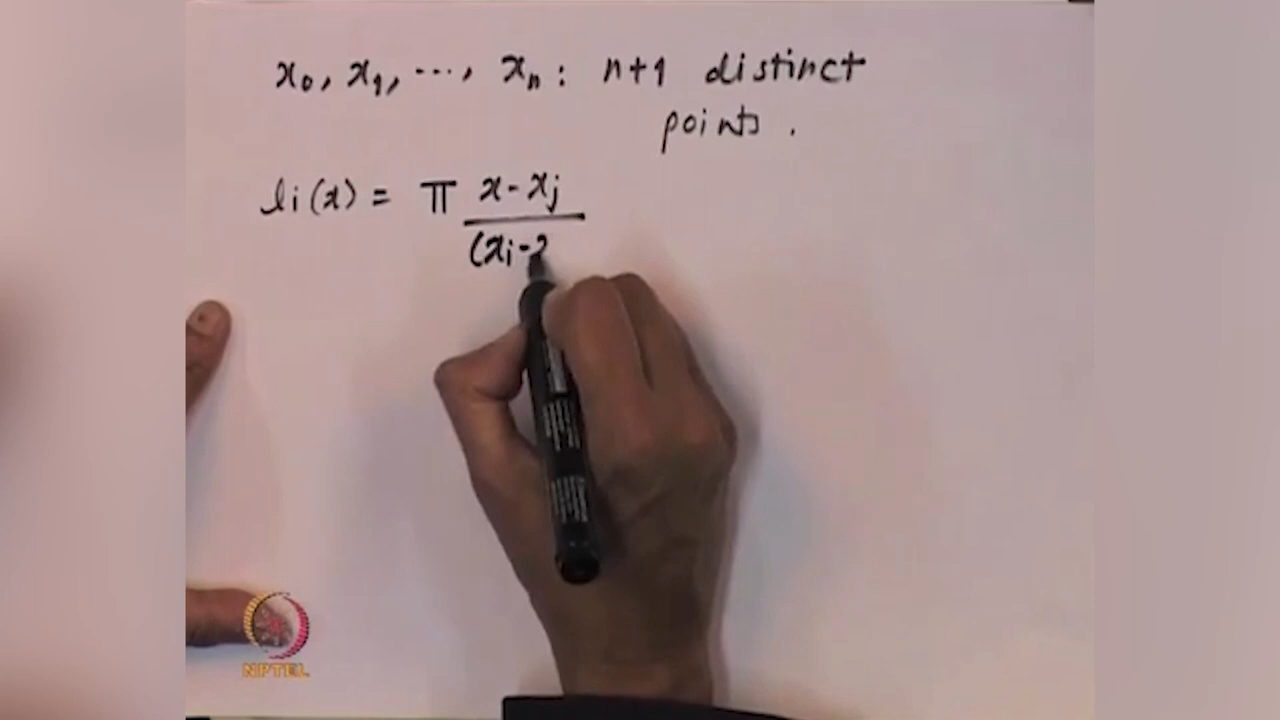 x₀, x₁, ..., xₙ : n+1 distinct
points .
li(x) = π x - xj
(xi -
NPTEL